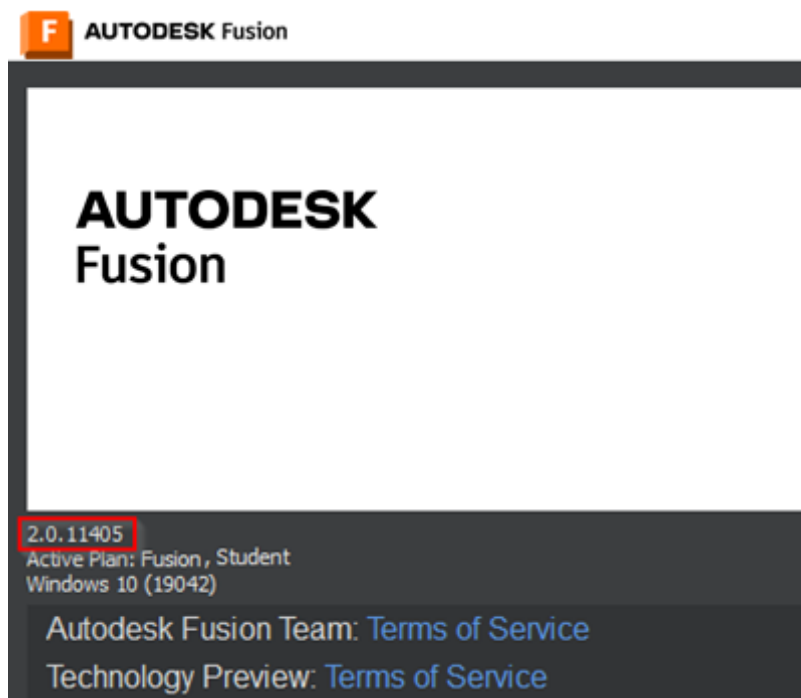 F AUTODESK Fusion
AUTODESK
Fusion
2.0.11405
Active Plan: Fusion, Student
Windows 10 (19042)
Autodesk Fusion Team: Terms of Service
Technology Preview: Terms of Service